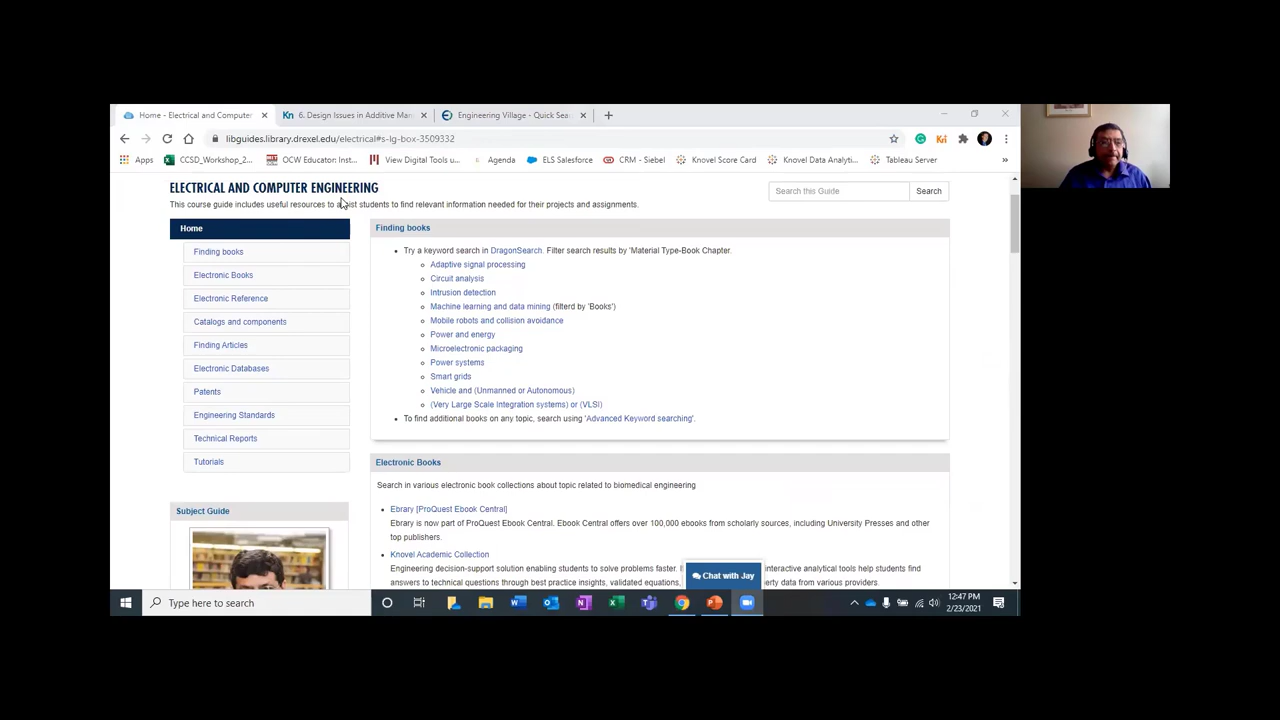 Home - Electrical and Computer
6. Design Issues in Additive Man
Engineering Village - Quick Sea
libguides.library.drexel.edu/electrical#s-lg-box-3509332
Apps
CCSD_Workshop_2...
OCW Educator: Inst...
View Digital Tools u...
Agenda
ELS Salesforce
CRM - Siebel
Knovel Score Card
Knovel Data Analyti...
Tableau Server
ELECTRICAL AND COMPUTER ENGINEERING
This course guide includes useful resources to assist students to find relevant information needed for their projects and assignments.
Search this Guide
Search
Home
Finding books
Electronic Books
Electronic Reference
Catalogs and components
Finding Articles
Electronic Databases
Patents
Engineering Standards
Technical Reports
Tutorials
Subject Guide
Finding books
Try a keyword search in DragonSearch. Filter search results by 'Material Type-Book Chapter.
Adaptive signal processing
Circuit analysis
Intrusion detection
Machine learning and data mining (filterd by 'Books')
Mobile robots and collision avoidance
Power and energy
Microelectronic packaging
Power systems
Smart grids
Vehicle and (Unmanned or Autonomous)
(Very Large Scale Integration systems) or (VLSI)
To find additional books on any topic, search using 'Advanced Keyword searching'.
Electronic Books
Search in various electronic book collections about topic related to biomedical engineering
Ebrary [ProQuest Ebook Central]
Ebrary is now part of ProQuest Ebook Central. Ebook Central offers over 100,000 ebooks from scholarly sources, including University Presses and other
top publishers.
Knovel Academic Collection
Engineering decision-support solution enabling students to solve problems faster. interactive analytical tools help students find
answers to technical questions through best practice insights, validated equations, data from various providers.
Chat with Jay
Type here to search
12:47 PM
2/23/2021